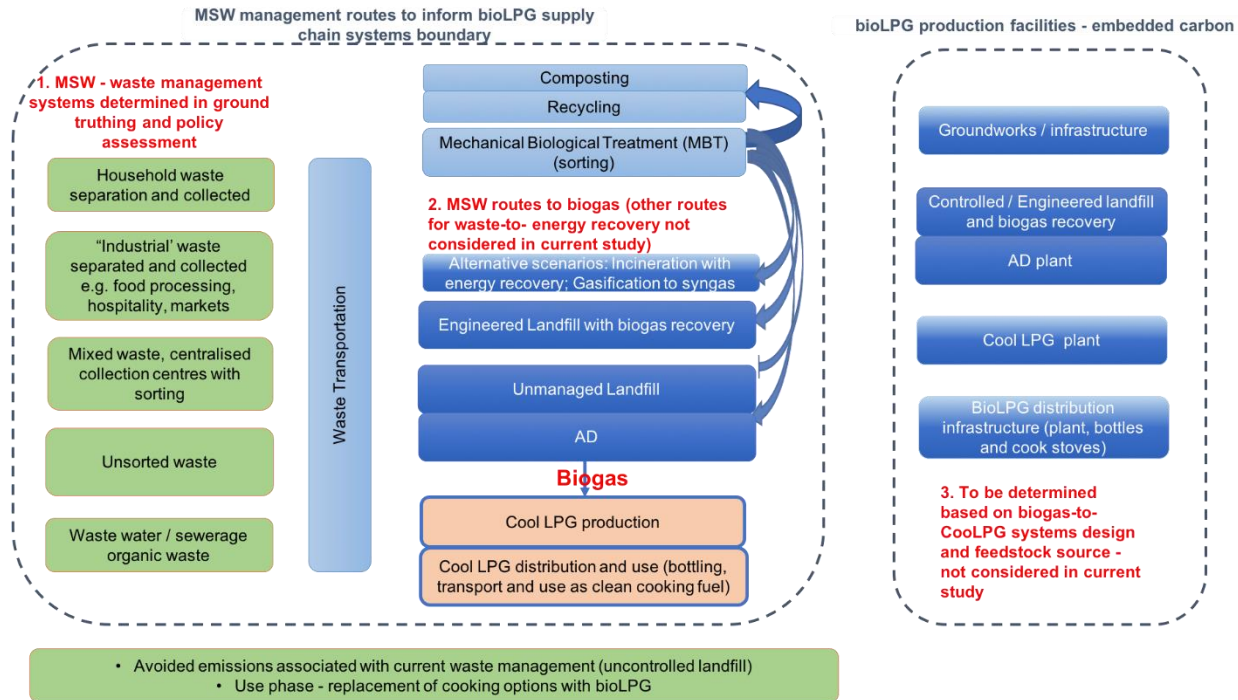 MSW management routes to inform bioLPG supply
chain systems boundary
1. MSW - waste management
systems determined in ground
truthing and policy
assessment
Household waste
separation and collected
“Industrial’ waste
separated and collected
e.g. food processing,
hospitality, markets
Mixed waste, centralised
collection centres with
sorting
Unsorted waste
Waste water / sewerage
organic waste
Waste Transportation
Composting
Recycling
Mechanical Biological Treatment (MBT)
(sorting)
2. MSW routes to biogas (other routes
for waste-to- energy recovery not
considered in current study)
Alternative scenarios: Incineration with
energy recovery; Gasification to syngas
Engineered Landfill with biogas recovery
Unmanaged Landfill
AD
Biogas
Cool LPG production
Cool LPG distribution and use (bottling,
transport and use as clean cooking fuel)
bioLPG production facilities - embedded carbon
Groundworks / infrastructure
Controlled / Engineered landfill
and biogas recovery
AD plant
Cool LPG plant
BioLPG distribution
infrastructure (plant, bottles
and cook stoves)
3. To be determined
based on biogas-to-
CooLPG systems design
and feedstock source -
not considered in current
study
• Avoided emissions associated with current waste management (uncontrolled landfill)
• Use phase - replacement of cooking options with bioLPG